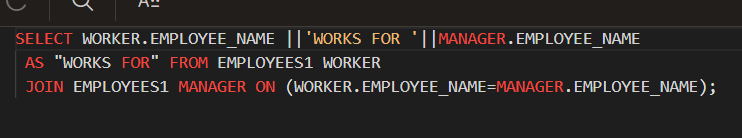 SELECT WORKER.EMPLOYEE_NAME ||'WORKS FOR '||MANAGER.EMPLOYEE_NAME
AS "WORKS FOR" FROM EMPLOYEES1 WORKER
JOIN EMPLOYEES1 MANAGER ON (WORKER.EMPLOYEE_NAME=MANAGER.EMPLOYEE_NAME);